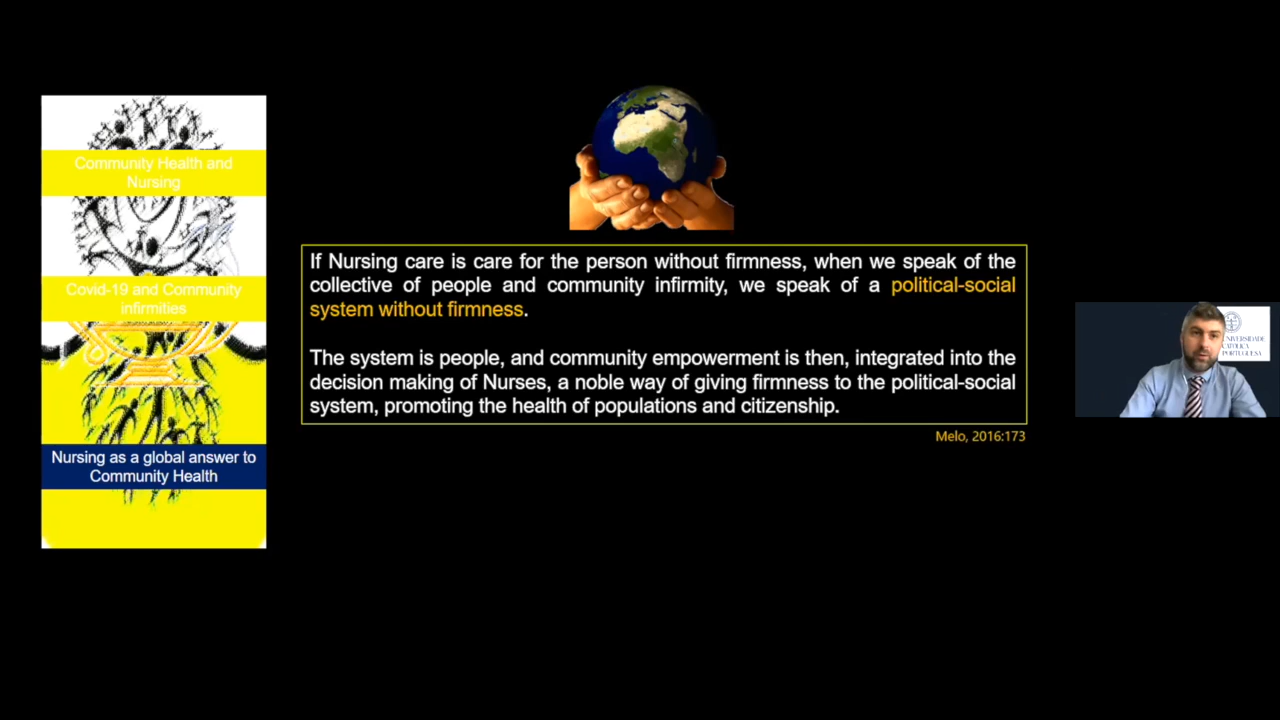 Community Health and
Nursing
Covid-19 and Community
infirmities
Nursing as a global answer to
Community Health
If Nursing care is care for the person without firmness, when we speak of the
collective of people and community infirmity, we speak of a political-social
system without firmness.
The system is people, and community empowerment is then, integrated into the
decision making of Nurses, a noble way of giving firmness to the political-social
system, promoting the health of populations and citizenship.
Melo, 2016:173
CATÓLICA
PORTUGUESA